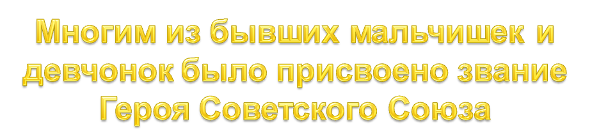 Многим из бывших мальчишек и
девчонок было присвоено звание
Героя Советского Союза